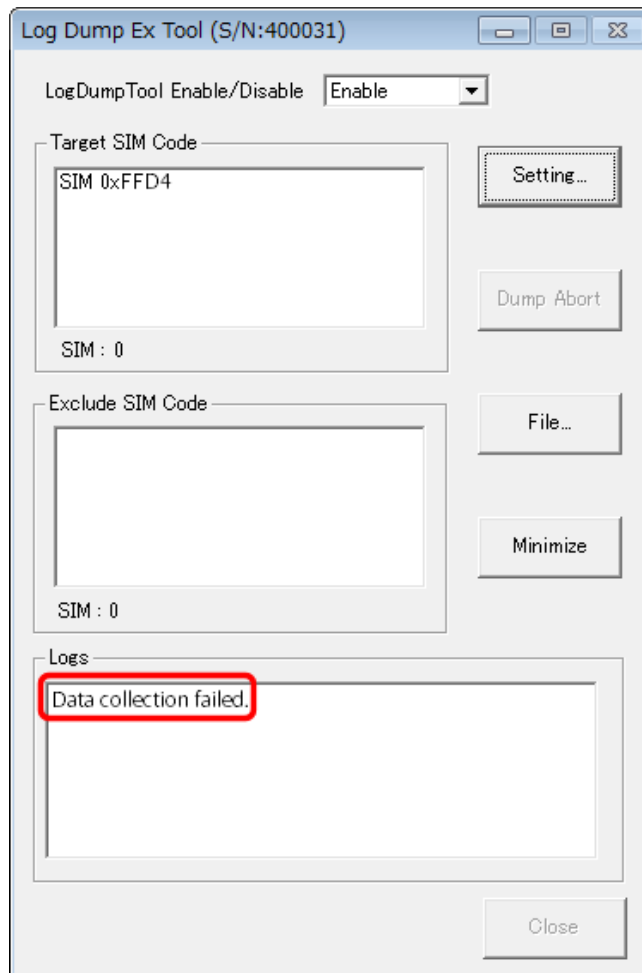 Log Dump Ex Tool (S/N:400031)
LogDumpTool Enable/Disable Enable
Target SIM Code
SIM 0xFFD4
SIM : 0
Setting...
Dump Abort
Exclude SIM Code
SIM : 0
File...
Minimize
Logs
Data collection failed.
Close